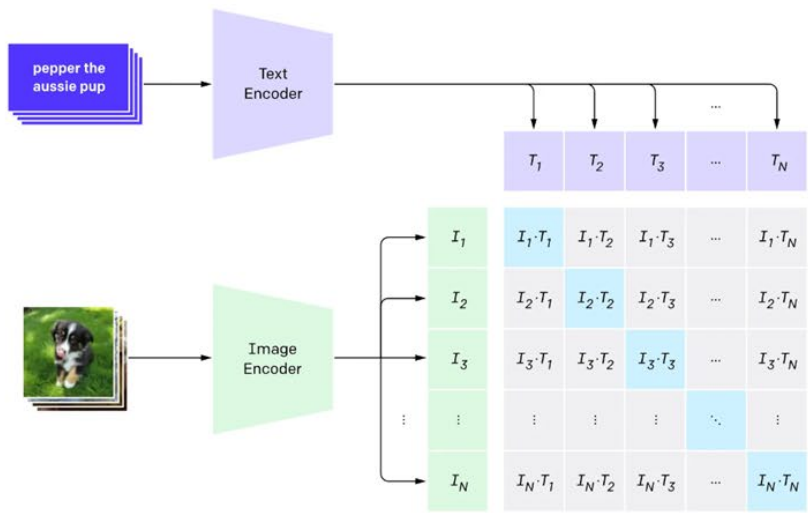 pepper the
aussie pup
Text
Encoder
...
T1 T2 T3 ... TN
I1 I1·T1 I1·T2 I1·T3 ... I1·TN
I2 I2·T1 I2·T2 I2·T3 ... I2·TN
Image
Encoder
I3 I3·T1 I3·T2 I3·T3 ... I3·TN
⋮ ⋮ ⋮ ⋮ ⋮ ⋱ ⋮
IN IN·T1 IN·T2 IN·T3 ... IN·TN